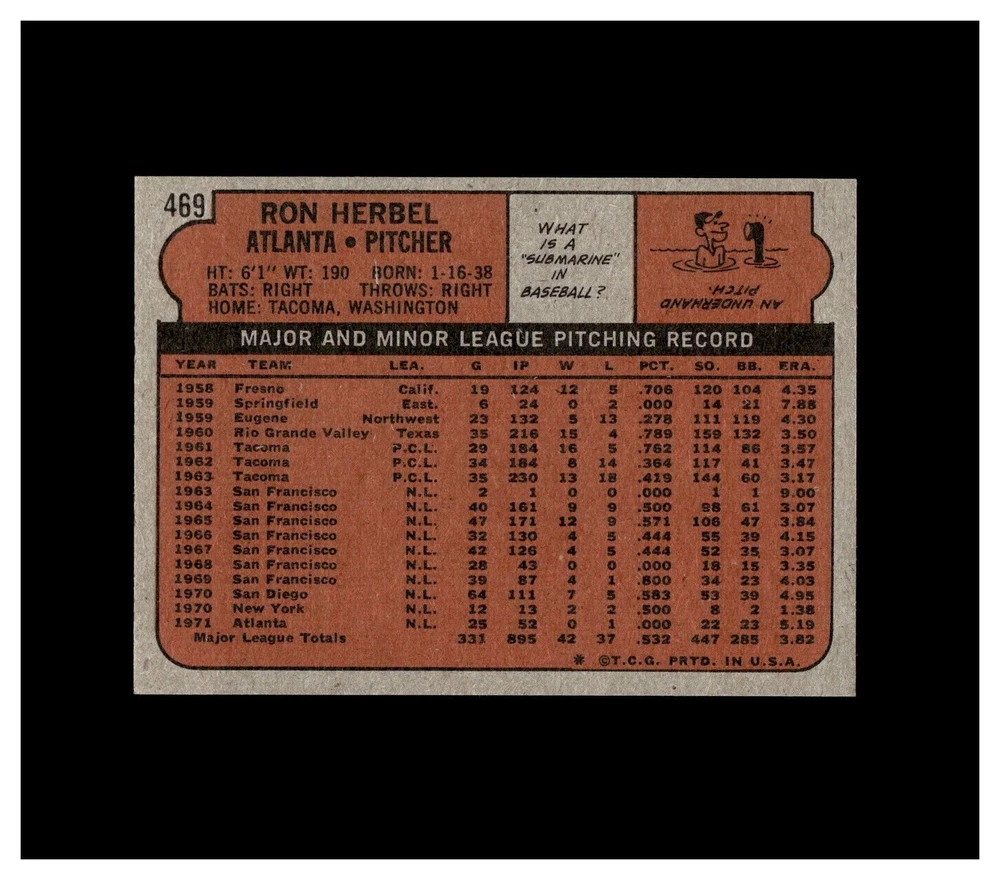 469
RON HERBEL
ATLANTA • PITCHER
HT: 6'1" WT: 190 BORN: 1-16-38
BATS: RIGHT THROWS: RIGHT
HOME: TACOMA, WASHINGTON
WHAT
IS A
"SUBMARINE"
IN
BASEBALL?
AN UNDERHAND
PITCH.
MAJOR AND MINOR LEAGUE PITCHING RECORD
YEAR TEAM LEA. G IP W L PCT. SO. BB. ERA.
1958 Fresno Calif. 19 124 12 5 .706 120 104 4.35
1959 Springfield East. 6 24 0 2 .000 14 21 7.88
1959 Eugene Northwest 23 132 5 13 .278 111 119 4.30
1960 Rio Grande Valley Texas 35 216 15 4 .789 159 132 3.50
1961 Tacoma P.C.L. 29 184 16 5 .762 114 86 3.57
1962 Tacoma P.C.L. 34 184 8 14 .364 117 41 3.47
1963 Tacoma P.C.L. 35 230 13 18 .419 144 60 3.17
1963 San Francisco N.L. 2 1 0 0 .000 1 1 9.00
1964 San Francisco N.L. 40 161 9 9 .500 98 61 3.07
1965 San Francisco N.L. 47 171 12 9 .571 106 47 3.84
1966 San Francisco N.L. 32 130 4 5 .444 55 39 4.15
1967 San Francisco N.L. 42 126 4 5 .444 52 35 3.07
1968 San Francisco N.L. 28 43 0 0 .000 18 15 3.35
1969 San Francisco N.L. 39 87 4 1 .800 34 23 4.03
1970 San Diego N.L. 64 111 7 5 .583 53 39 4.95
1970 New York N.L. 12 13 2 2 .500 8 2 1.38
1971 Atlanta N.L. 25 52 0 1 .000 22 23 5.19
Major League Totals 331 895 42 37 .532 447 285 3.82
* ©T.C.G. PRTD. IN U.S.A.